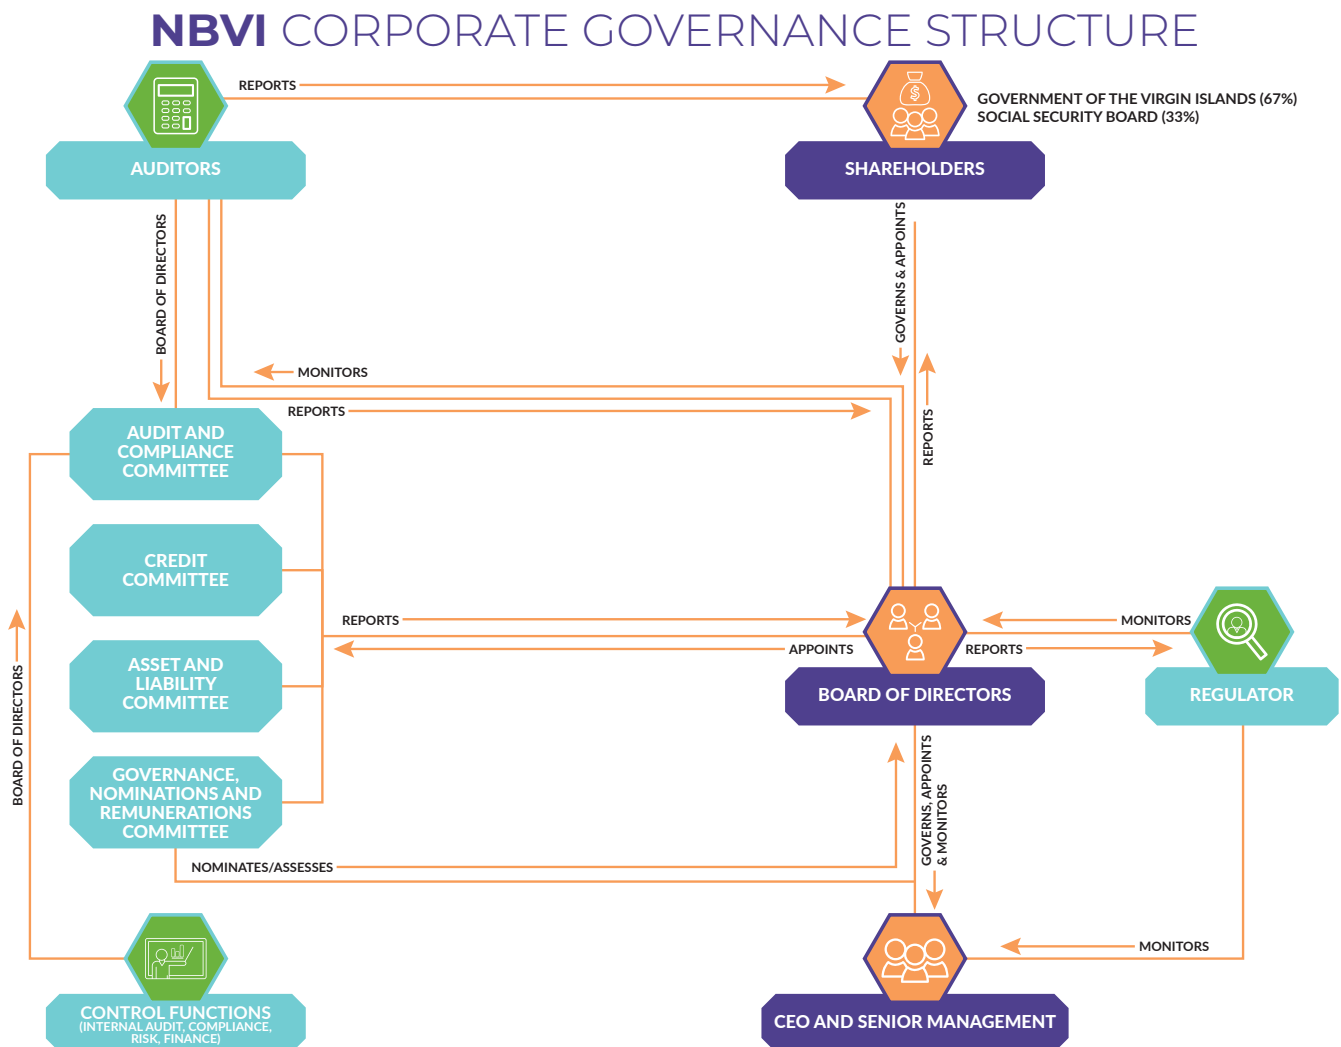 NBVI CORPORATE GOVERNANCE STRUCTURE
REPORTS
$
GOVERNMENT OF THE VIRGIN ISLANDS (67%)
SOCIAL SECURITY BOARD (33%)
AUDITORS
SHAREHOLDERS
BOARD OF DIRECTORS
GOVERNS & APPOINTS
MONITORS
REPORTS
REPORTS
AUDIT AND
COMPLIANCE
COMMITTEE
CREDIT
COMMITTEE
REPORTS
MONITORS
APPOINTS
REPORTS
ASSET AND
LIABILITY
COMMITTEE
BOARD OF DIRECTORS
REGULATOR
BOARD OF DIRECTORS
GOVERNS, APPOINTS
& MONITORS
GOVERNANCE,
NOMINATIONS AND
REMUNERATIONS
COMMITTEE
NOMINATES/ASSESSES
MONITORS
CONTROL FUNCTIONS
(INTERNAL AUDIT, COMPLIANCE,
RISK, FINANCE)
CEO AND SENIOR MANAGEMENT